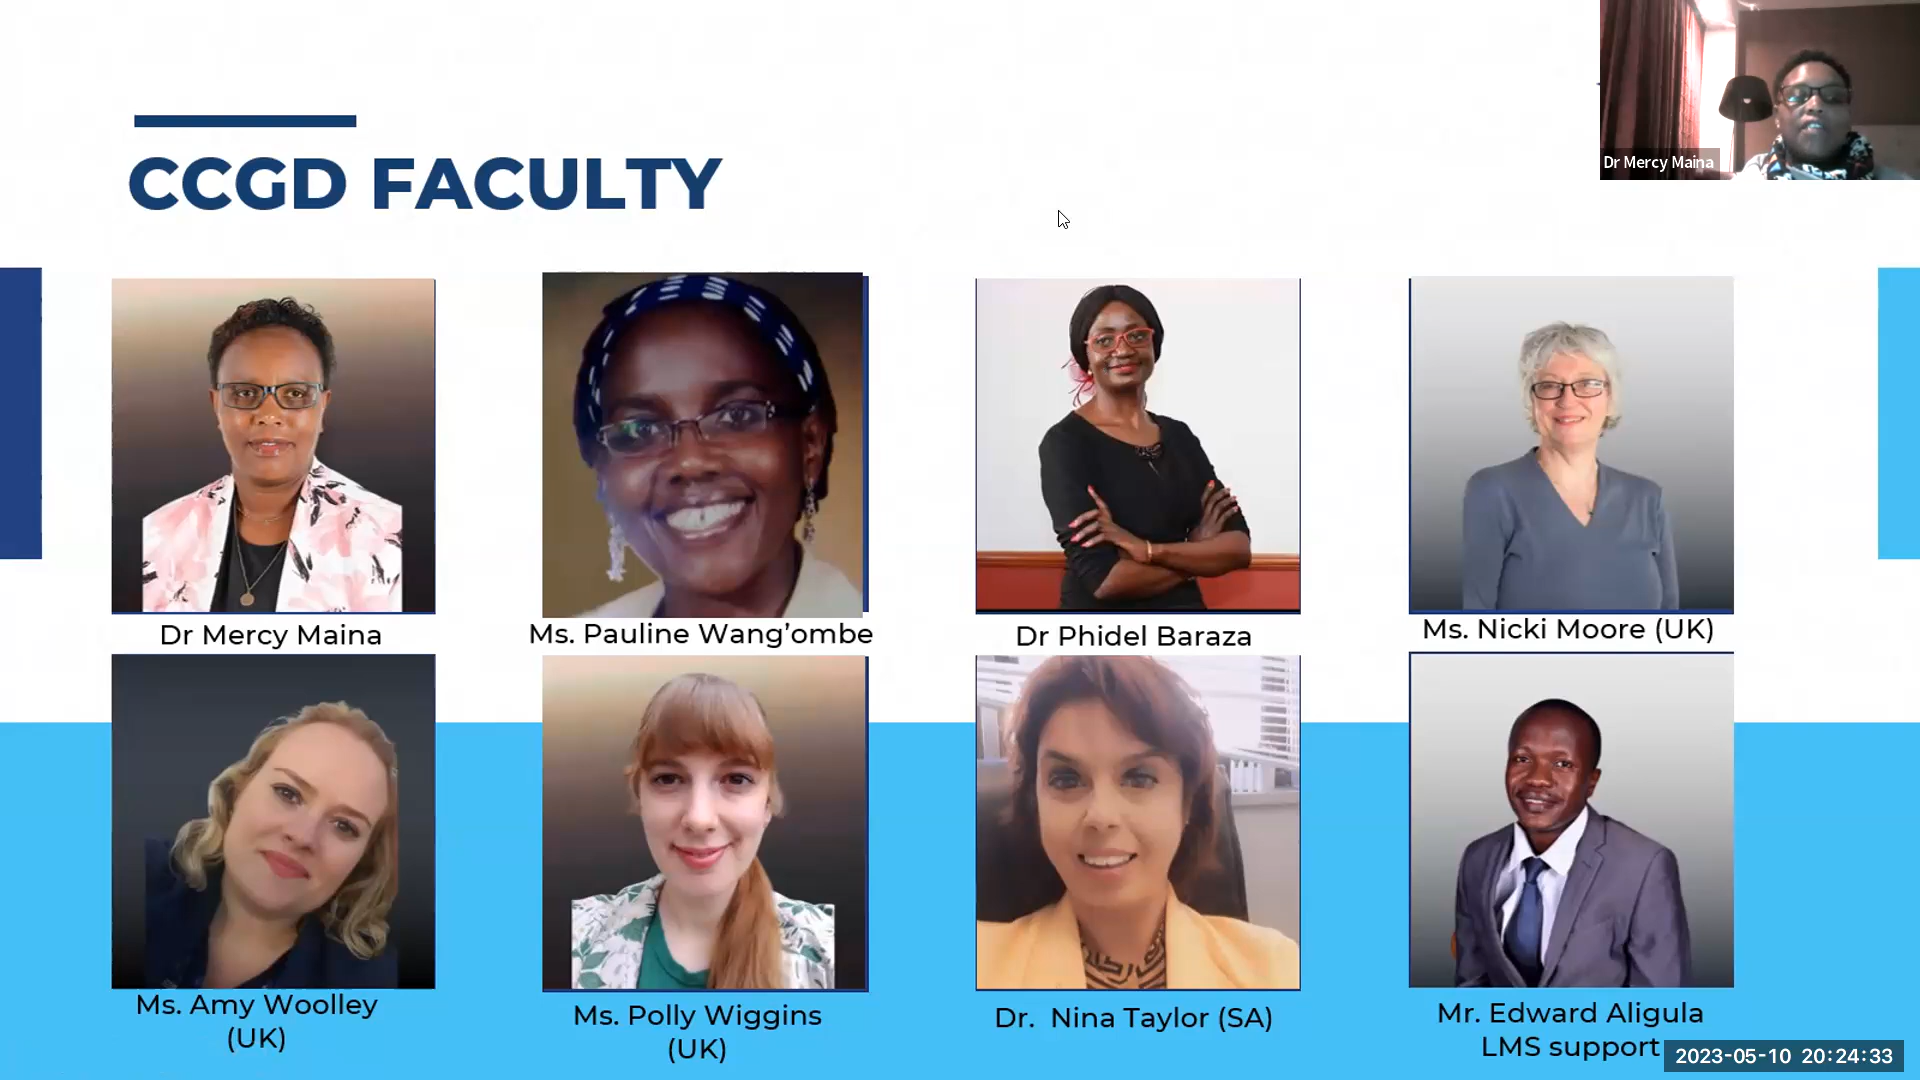 CCGD FACULTY
Dr Mercy Maina
Dr Mercy Maina
Ms. Pauline Wang’ombe
Dr Phidel Baraza
Ms. Nicki Moore (UK)
Ms. Amy Woolley
(UK)
Ms. Polly Wiggins
(UK)
Dr. Nina Taylor (SA)
Mr. Edward Aligula
LMS support
2023-05-10 20:24:33